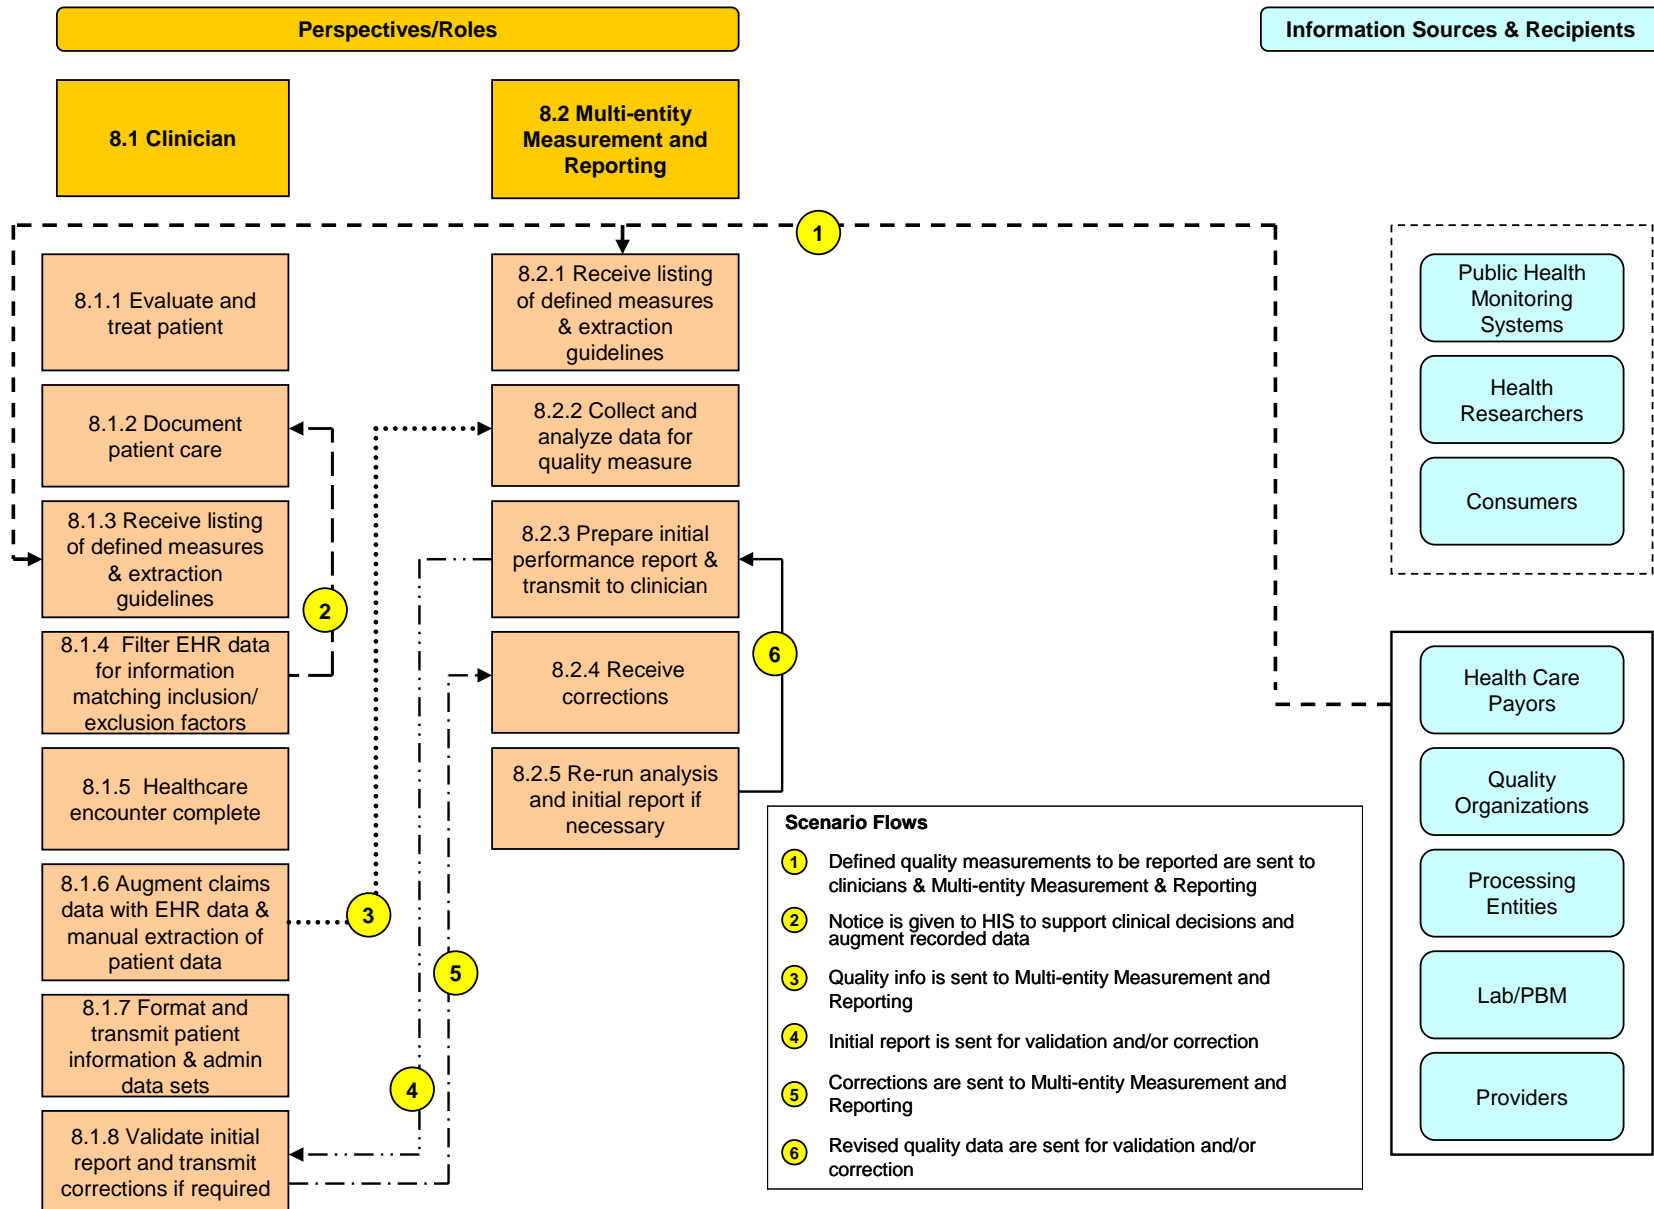 Perspectives/Roles
Information Sources & Recipients
8.1 Clinician
8.2 Multi-entity
Measurement and
Reporting
1
8.1.1 Evaluate and
treat patient
8.1.2 Document
patient care
8.1.3 Receive listing
of defined measures
& extraction
guidelines
2
8.1.4  Filter EHR data
for information
matching inclusion/
exclusion factors
8.1.5  Healthcare
encounter complete
8.1.6 Augment claims
data with EHR data &
manual extraction of
patient data
3
8.1.7 Format and
transmit patient
information & admin
data sets
4
5
8.1.8 Validate initial
report and transmit
corrections if required
8.2.1 Receive listing
of defined measures
& extraction
guidelines
8.2.2 Collect and
analyze data for
quality measure
8.2.3 Prepare initial
performance report &
transmit to clinician
6
8.2.4 Receive
corrections
8.2.5 Re-run analysis
and initial report if
necessary
Public Health
Monitoring
Systems
Health
Researchers
Consumers
Health Care
Payors
Quality
Organizations
Processing
Entities
Lab/PBM
Providers
Scenario Flows
1 Defined quality measurements to be reported are sent to
clinicians & Multi-entity Measurement & Reporting
2 Notice is given to HIS to support clinical decisions and
augment recorded data
3 Quality info is sent to Multi-entity Measurement and
Reporting
4 Initial report is sent for validation and/or correction
5 Corrections are sent to Multi-entity Measurement and
Reporting
6 Revised quality data are sent for validation and/or
correction